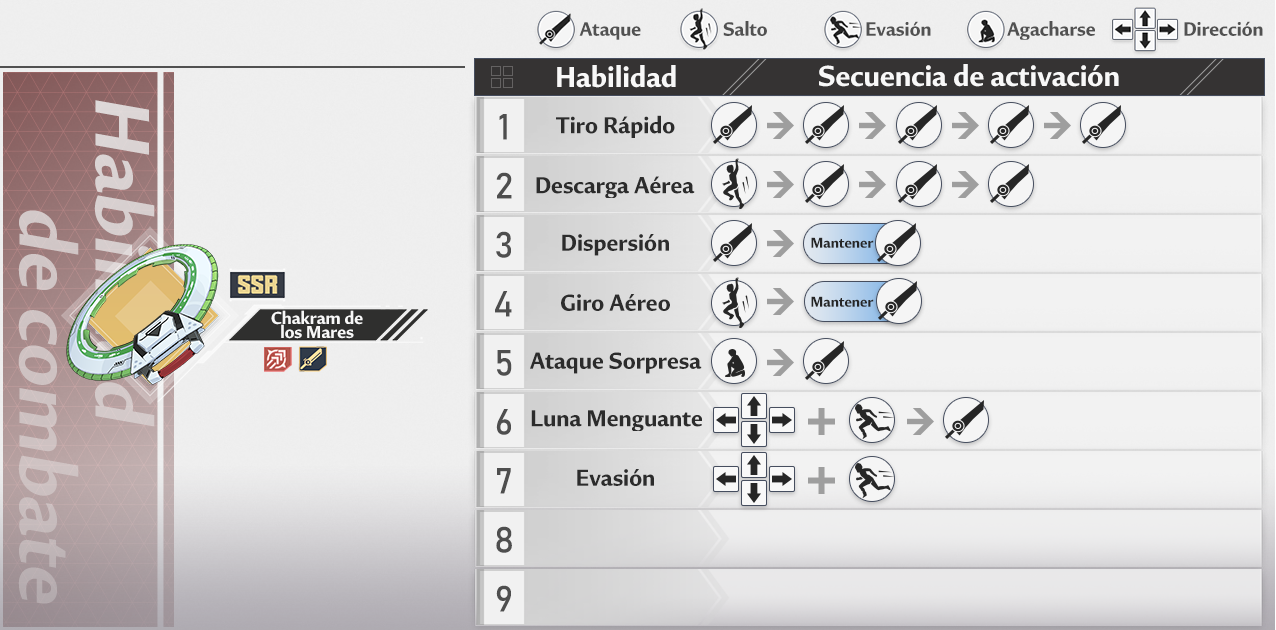 Ataque
Salto
Evasión
Agacharse
Dirección
Habilidad
de combate
SSR
Chakram de
los Mares
Habilidad Secuencia de activación
1 Tiro Rápido
2 Descarga Aérea
3 Dispersión Mantener
4 Giro Aéreo Mantener
5 Ataque Sorpresa
6 Luna Menguante
7 Evasión
8
9